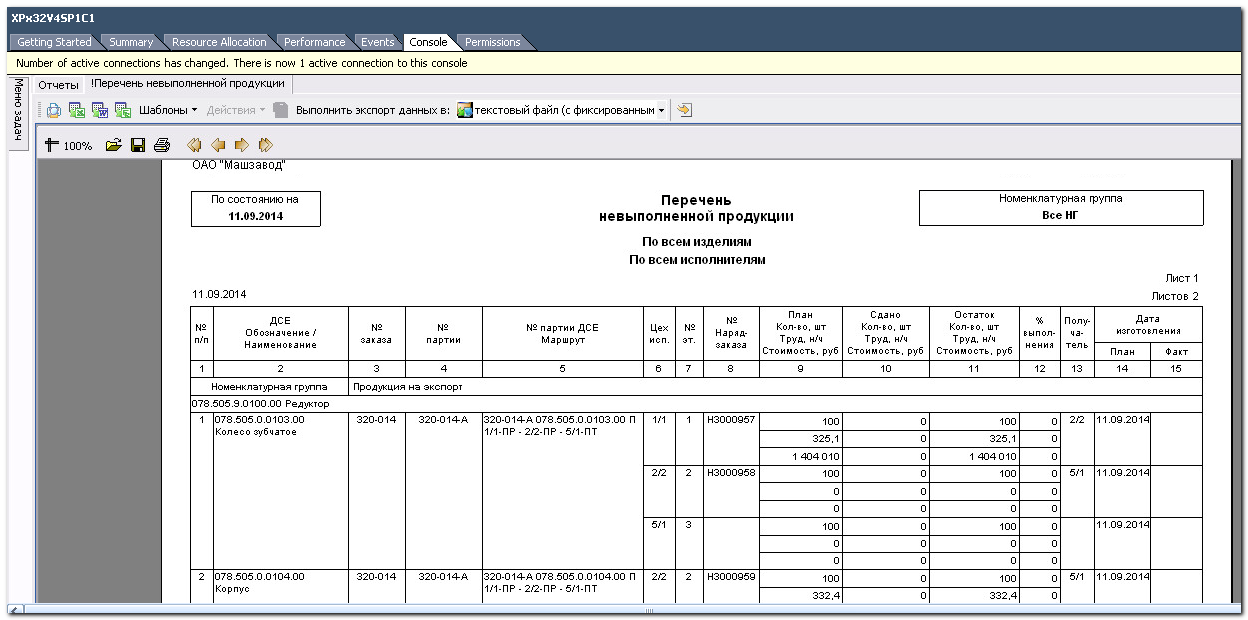 XPx32V4SP1C1
Getting Started Summary Resource Allocation Performance Events Console Permissions
Number of active connections has changed. There is now 1 active connection to this console
Меню задач
Отчеты !Перечень невыполненной продукции
Шаблоны Действия Выполнить экспорт данных в: текстовый файл (с фиксированным
100%
ОАО "Машзавод"
По состоянию на
11.09.2014
Перечень
невыполненной продукции
Номенклатурная группа
Все НГ
По всем изделиям
По всем исполнителям
Лист 1
11.09.2014 Листов 2
№ п/п
ДСЕ
Обозначение /
Наименование
№
заказа
№
партии
№ партии ДСЕ
Маршрут
Цех
исп.
№
эт.
№
Наряд-
заказа
План
Кол-во, шт
Труд, н/ч
Стоимость, руб
Сдано
Кол-во, шт
Труд, н/ч
Стоимость, руб
Остаток
Кол-во, шт
Труд, н/ч
Стоимость, руб
%
выпол-
нения
Полу-
ча-
тель
Дата
изготовления
План Факт
1 2 3 4 5 6 7 8 9 10 11 12 13 14 15
Номенклатурная группа Продукция на экспорт
078.505.9.0100.00 Редуктор
1 078.505.0.0103.00 320-014 320-014-А 320-014-А 078.505.0.0103.00 П 1/1 1 НЗ000957 100 0 100 0 2/2 11.09.2014
Колесо зубчатое 1/1-ПР - 2/2-ПР - 5/1-ПТ
325,1 0 325,1 0
1 404 010 0 1 404 010 0
2/2 2 НЗ000958 100 0 100 0 5/1 11.09.2014
0 0 0 0
0 0 0 0
5/1 3 100 0 100 0 11.09.2014
0 0 0 0
0 0 0 0
2 078.505.0.0104.00 320-014 320-014-А 320-014-А 078.505.0.0104.00 П 2/2 2 НЗ000959 100 0 100 0 5/1 11.09.2014
Корпус 1/1-ПР - 2/2-ПР - 5/1-ПТ
332,4 0 332,4 0